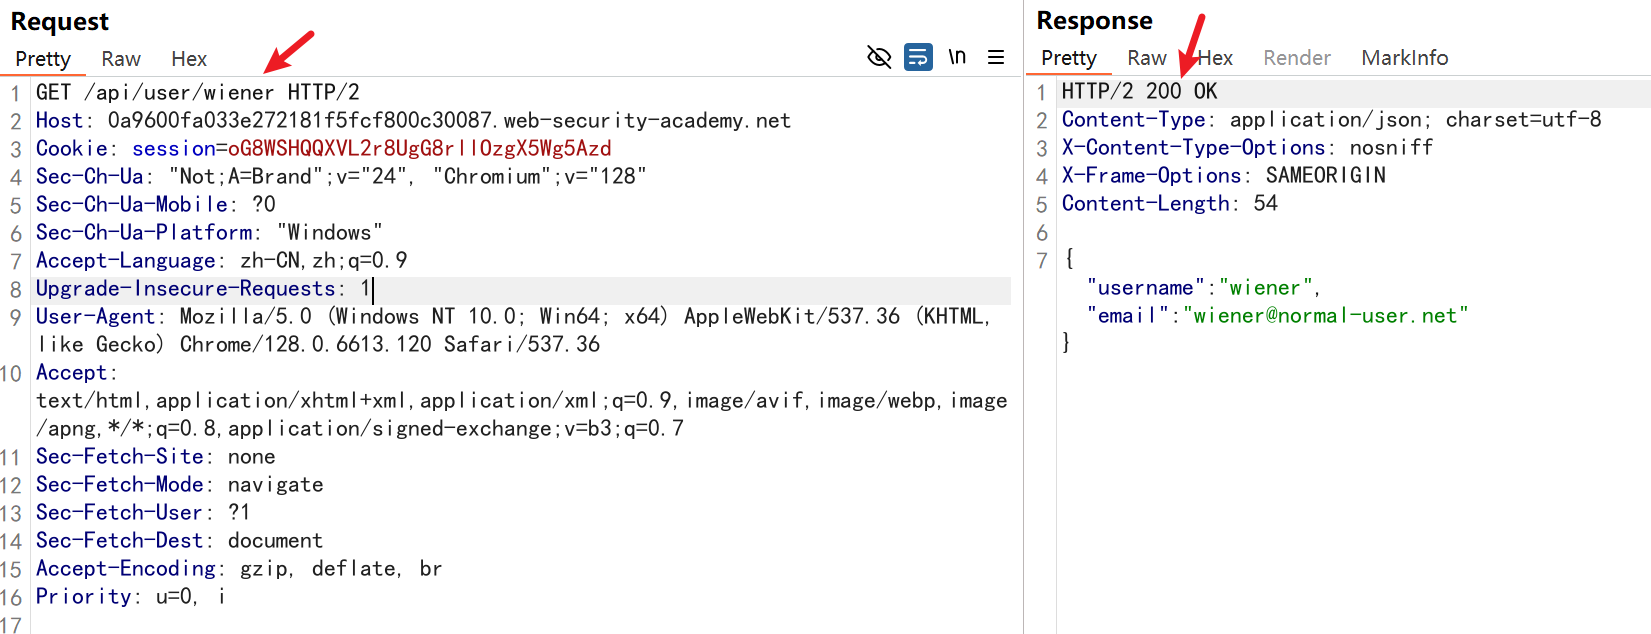 Request
Pretty Raw Hex \n
1 GET /api/user/wiener HTTP/2
2 Host: 0a9600fa033e272181f5fcf800c30087.web-security-academy.net
3 Cookie: session=oG8WSHQQXVL2r8UgG8rllOzgX5Wg5Azd
4 Sec-Ch-Ua: "Not;A=Brand";v="24", "Chromium";v="128"
5 Sec-Ch-Ua-Mobile: ?0
6 Sec-Ch-Ua-Platform: "Windows"
7 Accept-Language: zh-CN,zh;q=0.9
8 Upgrade-Insecure-Requests: 1
9 User-Agent: Mozilla/5.0 (Windows NT 10.0; Win64; x64) AppleWebKit/537.36 (KHTML,
like Gecko) Chrome/128.0.6613.120 Safari/537.36
10 Accept:
text/html,application/xhtml+xml,application/xml;q=0.9,image/avif,image/webp,image
/apng,*/*;q=0.8,application/signed-exchange;v=b3;q=0.7
11 Sec-Fetch-Site: none
12 Sec-Fetch-Mode: navigate
13 Sec-Fetch-User: ?1
14 Sec-Fetch-Dest: document
15 Accept-Encoding: gzip, deflate, br
16 Priority: u=0, i
17
Response
Pretty Raw Hex Render MarkInfo
1 HTTP/2 200 OK
2 Content-Type: application/json; charset=utf-8
3 X-Content-Type-Options: nosniff
4 X-Frame-Options: SAMEORIGIN
5 Content-Length: 54
6
7 {
"username":"wiener",
"email":"wiener@normal-user.net"
}